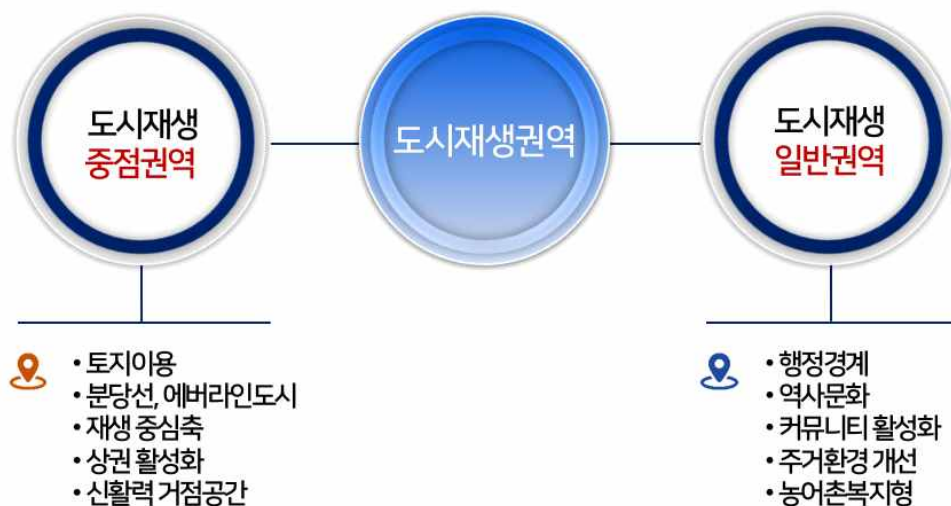 도시재생
중점권역
도시재생권역
도시재생
일반권역
• 토지이용
• 분당선, 에버라인도시
• 재생 중심축
• 상권 활성화
• 신활력 거점공간
• 행정경계
• 역사문화
• 커뮤니티 활성화
• 주거환경 개선
• 농어촌복지형